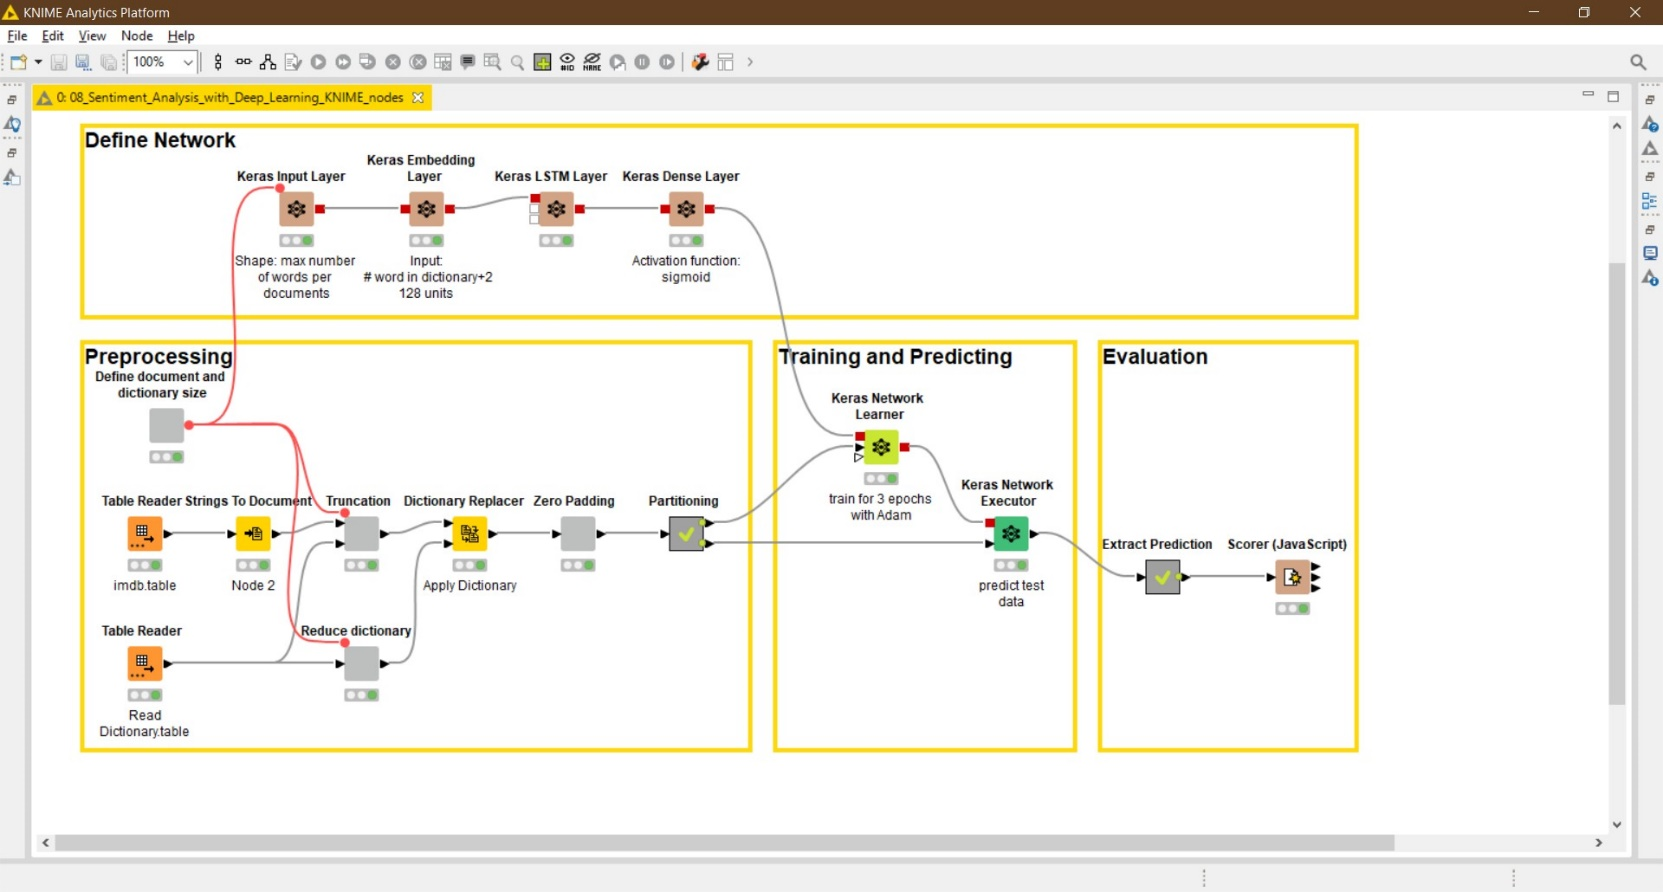 KNIME Analytics Platform
File Edit View Node Help
100%
#ID
NAME
0: 08_Sentiment_Analysis_with_Deep_Learning_KNIME_nodes
Define Network
Keras Input Layer
Keras Embedding
Layer
Keras LSTM Layer
Keras Dense Layer
Shape: max number
of words per
documents
Input:
# word in dictionary+2
128 units
Activation function:
sigmoid
Preprocessing
Define document and
dictionary size
Table Reader
Strings To Document
Truncation
Dictionary Replacer
Zero Padding
Partitioning
imdb.table
Node 2
Apply Dictionary
Table Reader
Reduce dictionary
Read
Dictionary.table
Training and Predicting
Keras Network
Learner
train for 3 epochs
with Adam
Keras Network
Executor
predict test
data
Evaluation
Extract Prediction
Scorer (JavaScript)